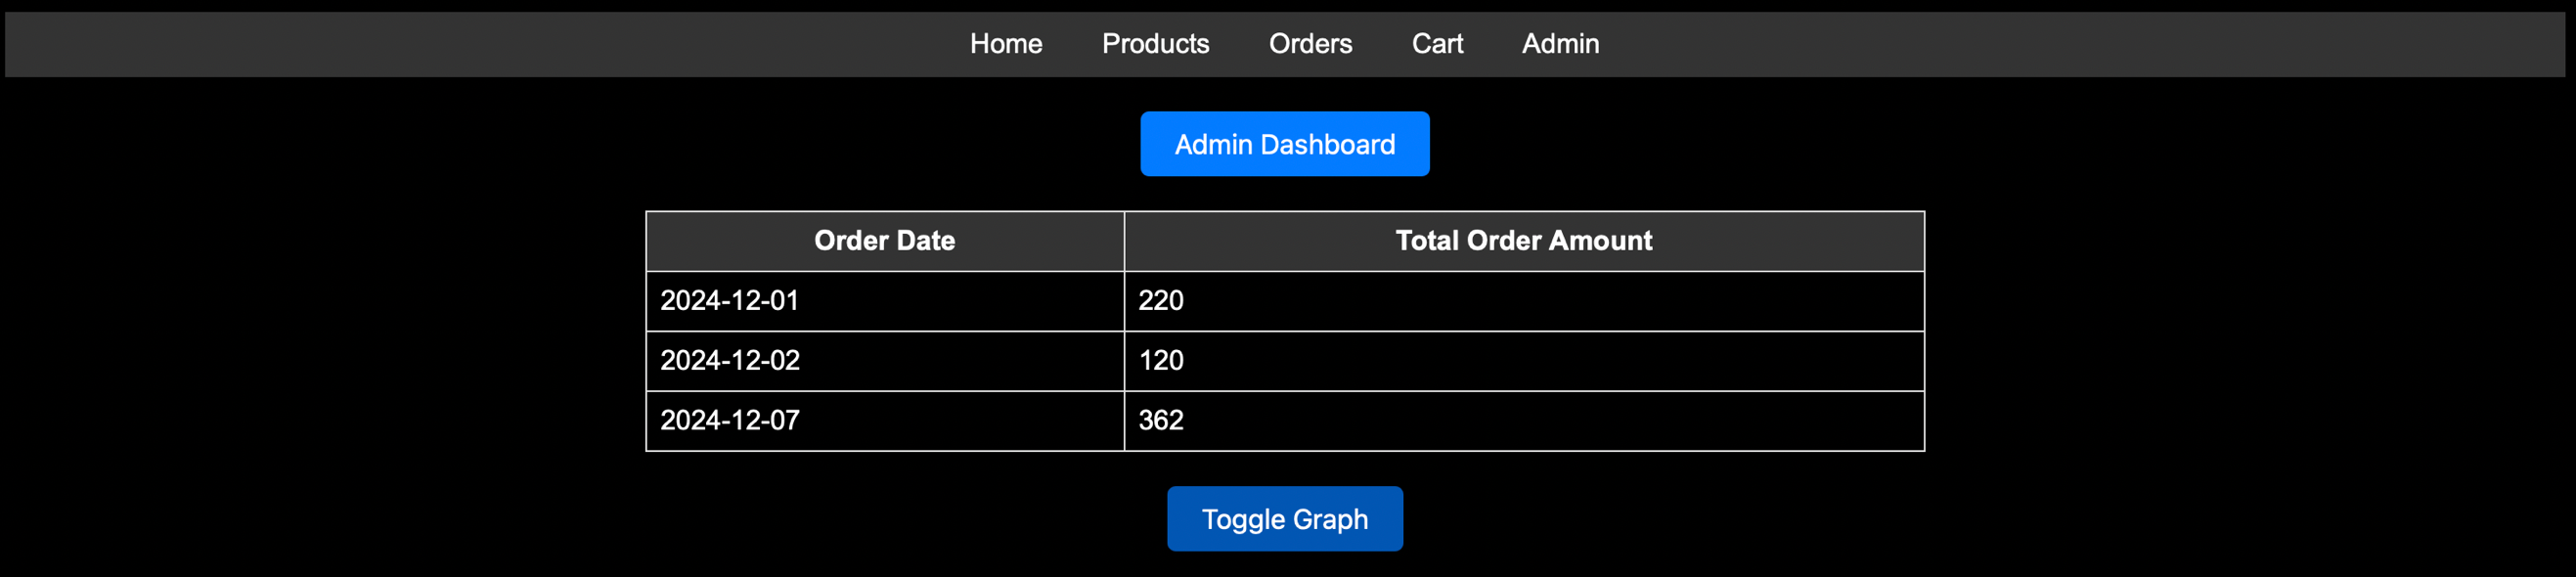 Home Products Orders Cart Admin
Admin Dashboard
Order Date Total Order Amount
2024-12-01 220
2024-12-02 120
2024-12-07 362
Toggle Graph